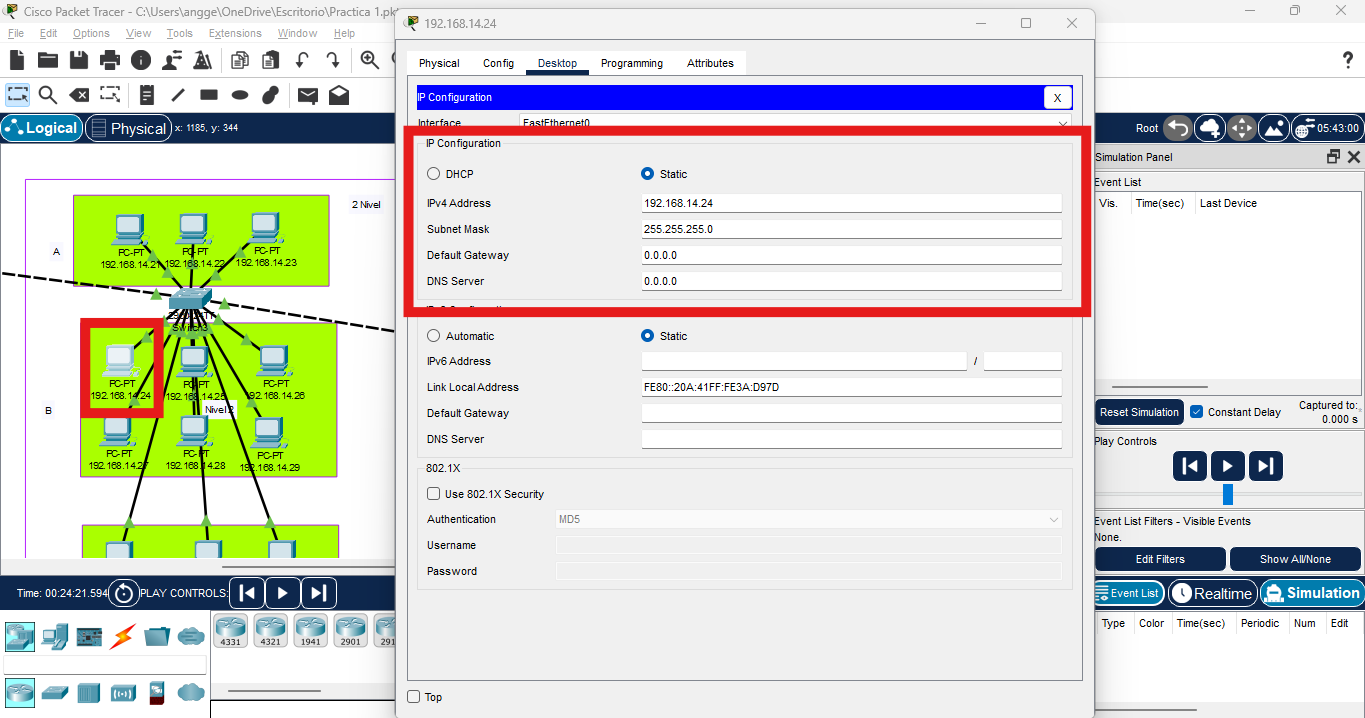 Cisco Packet Tracer - C:\Users\angge\OneDrive\Escritorio\Practica 1.pk
File Edit Options View Tools Extensions Window Help
Logical Physical x: 1185, y: 344
Root 05:43:00
192.168.14.24
Physical Config Desktop Programming Attributes
IP Configuration
X
Interface FastEthernet0
IP Configuration
DHCP Static
IPv4 Address 192.168.14.24
Subnet Mask 255.255.255.0
Default Gateway 0.0.0.0
DNS Server 0.0.0.0
Automatic Static
IPv6 Address /
Link Local Address FE80::20A:41FF:FE3A:D97D
Default Gateway
DNS Server
802.1X
Use 802.1X Security
Authentication MD5
Username
Password
Top
2 Nivel
A
PC-PT PC-PT PC-PT
192.168.14.21 192.168.14.22 192.168.14.23
Switch3
B
PC-PT PC-PT PC-PT
192.168.14.24 192.168.14.25 192.168.14.26
Nivel 2
PC-PT PC-PT PC-PT
192.168.14.27 192.168.14.28 192.168.14.29
Simulation Panel
Event List
Vis. Time(sec) Last Device
Reset Simulation Constant Delay Captured to:
0.000 s
Play Controls
Event List Filters - Visible Events
None.
Edit Filters Show All/None
Time: 00:24:21.594 PLAY CONTROLS:
Event List Realtime Simulation
4331 4321 1941 2901 291
Type Color Time(sec) Periodic Num Edit